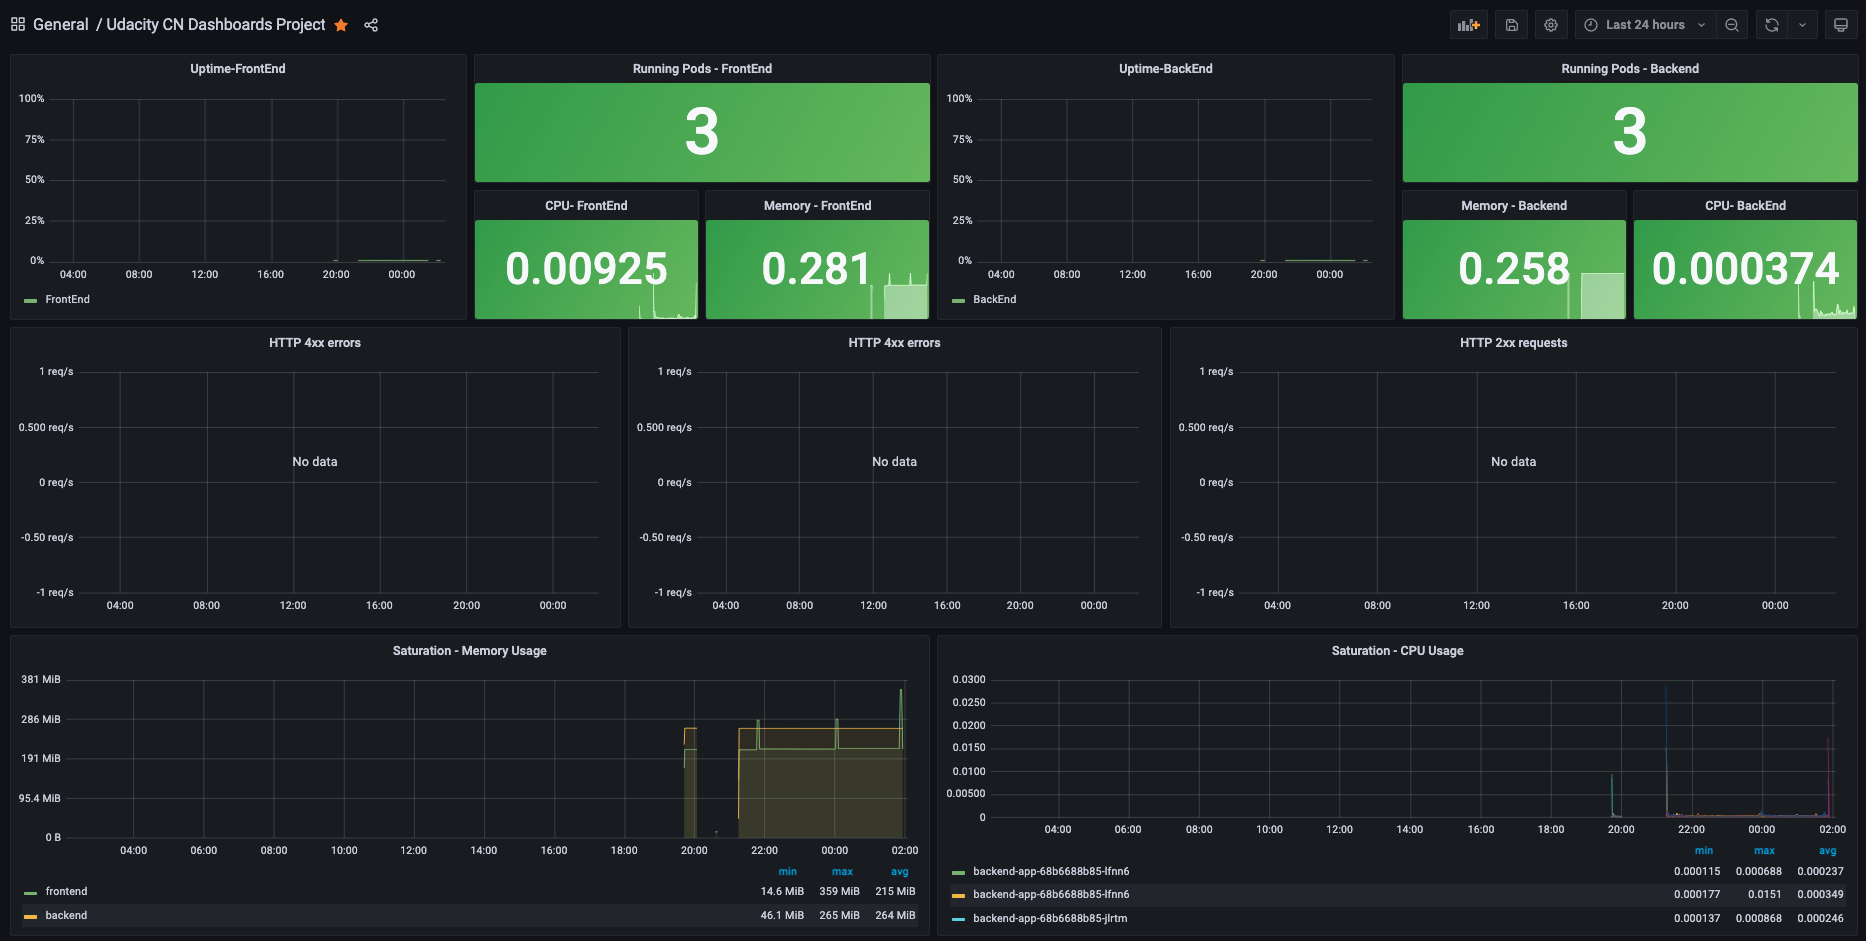 General / Udacity CN Dashboards Project
Last 24 hours
Uptime-FrontEnd
100%
75%
50%
25%
0%
04:00 08:00 12:00 16:00 20:00 00:00
FrontEnd
Running Pods - FrontEnd
3
CPU- FrontEnd
0.00925
Memory - FrontEnd
0.281
Uptime-BackEnd
100%
75%
50%
25%
0%
04:00 08:00 12:00 16:00 20:00 00:00
BackEnd
Running Pods - Backend
3
Memory - Backend
0.258
CPU- BackEnd
0.000374
HTTP 4xx errors
1 req/s
0.500 req/s
No data
0 req/s
-0.50 req/s
-1 req/s
04:00 08:00 12:00 16:00 20:00 00:00
HTTP 4xx errors
1 req/s
0.500 req/s
No data
0 req/s
-0.50 req/s
-1 req/s
04:00 08:00 12:00 16:00 20:00 00:00
HTTP 2xx requests
1 req/s
0.500 req/s
No data
0 req/s
-0.50 req/s
-1 req/s
04:00 08:00 12:00 16:00 20:00 00:00
Saturation - Memory Usage
381 MiB
286 MiB
191 MiB
95.4 MiB
0 B
04:00 06:00 08:00 10:00 12:00 14:00 16:00 18:00 20:00 22:00 00:00 02:00
min max avg
frontend 14.6 MiB 359 MiB 215 MiB
backend 46.1 MiB 265 MiB 264 MiB
Saturation - CPU Usage
0.0300
0.0250
0.0200
0.0150
0.0100
0.00500
0
04:00 06:00 08:00 10:00 12:00 14:00 16:00 18:00 20:00 22:00 00:00 02:00
min max avg
backend-app-68b6688b85-lfnn6 0.000115 0.000688 0.000237
backend-app-68b6688b85-lfnn6 0.000177 0.0151 0.000349
backend-app-68b6688b85-jlrtm 0.000137 0.000868 0.000246